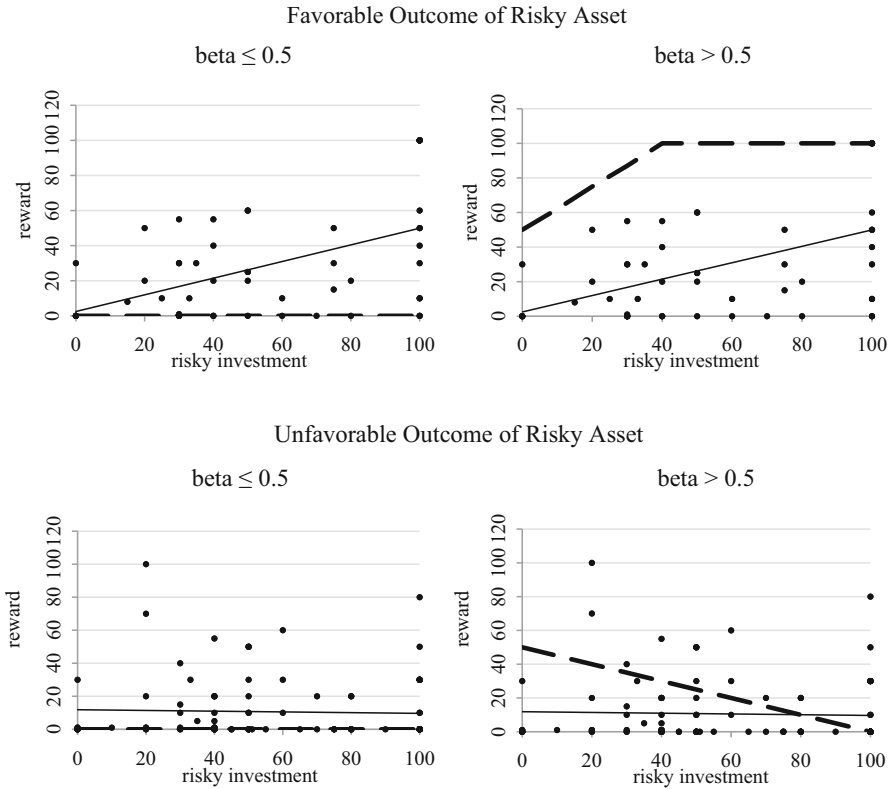 Favorable Outcome of Risky Asset
beta ≤ 0.5
beta > 0.5
120
100
80
60
40
20
0
reward
0 20 40 60 80 100
risky investment
120
100
80
60
40
20
0
reward
0 20 40 60 80 100
risky investment
Unfavorable Outcome of Risky Asset
beta ≤ 0.5
beta > 0.5
120
100
80
60
40
20
0
reward
0 20 40 60 80 100
risky investment
120
100
80
60
40
20
0
reward
0 20 40 60 80 100
risky investment